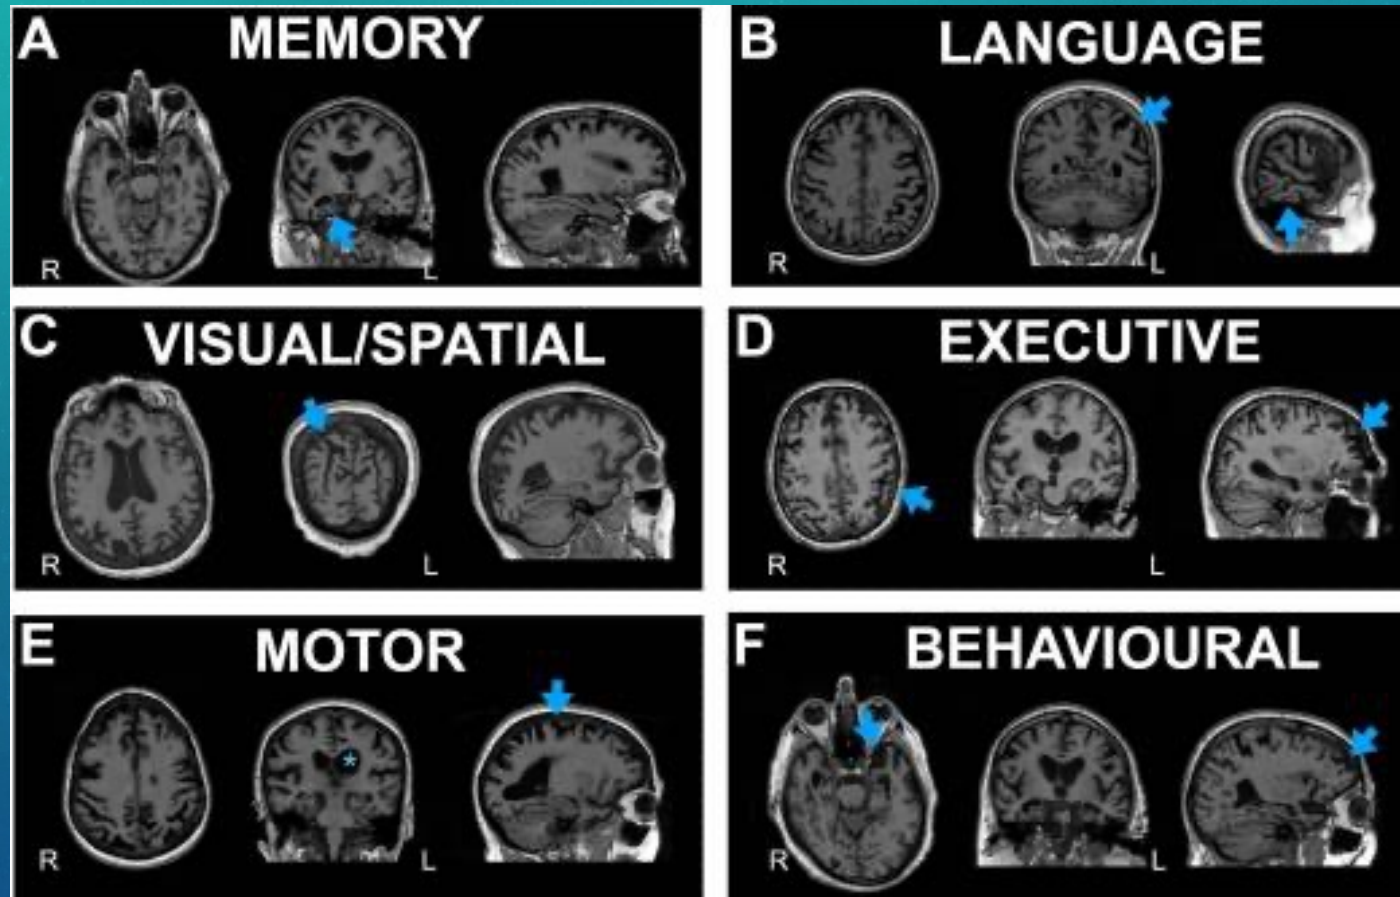 A MEMORY
R L
B LANGUAGE
R L
C VISUAL/SPATIAL
R L
D EXECUTIVE
R L
E MOTOR
*
R L
F BEHAVIOURAL
R L